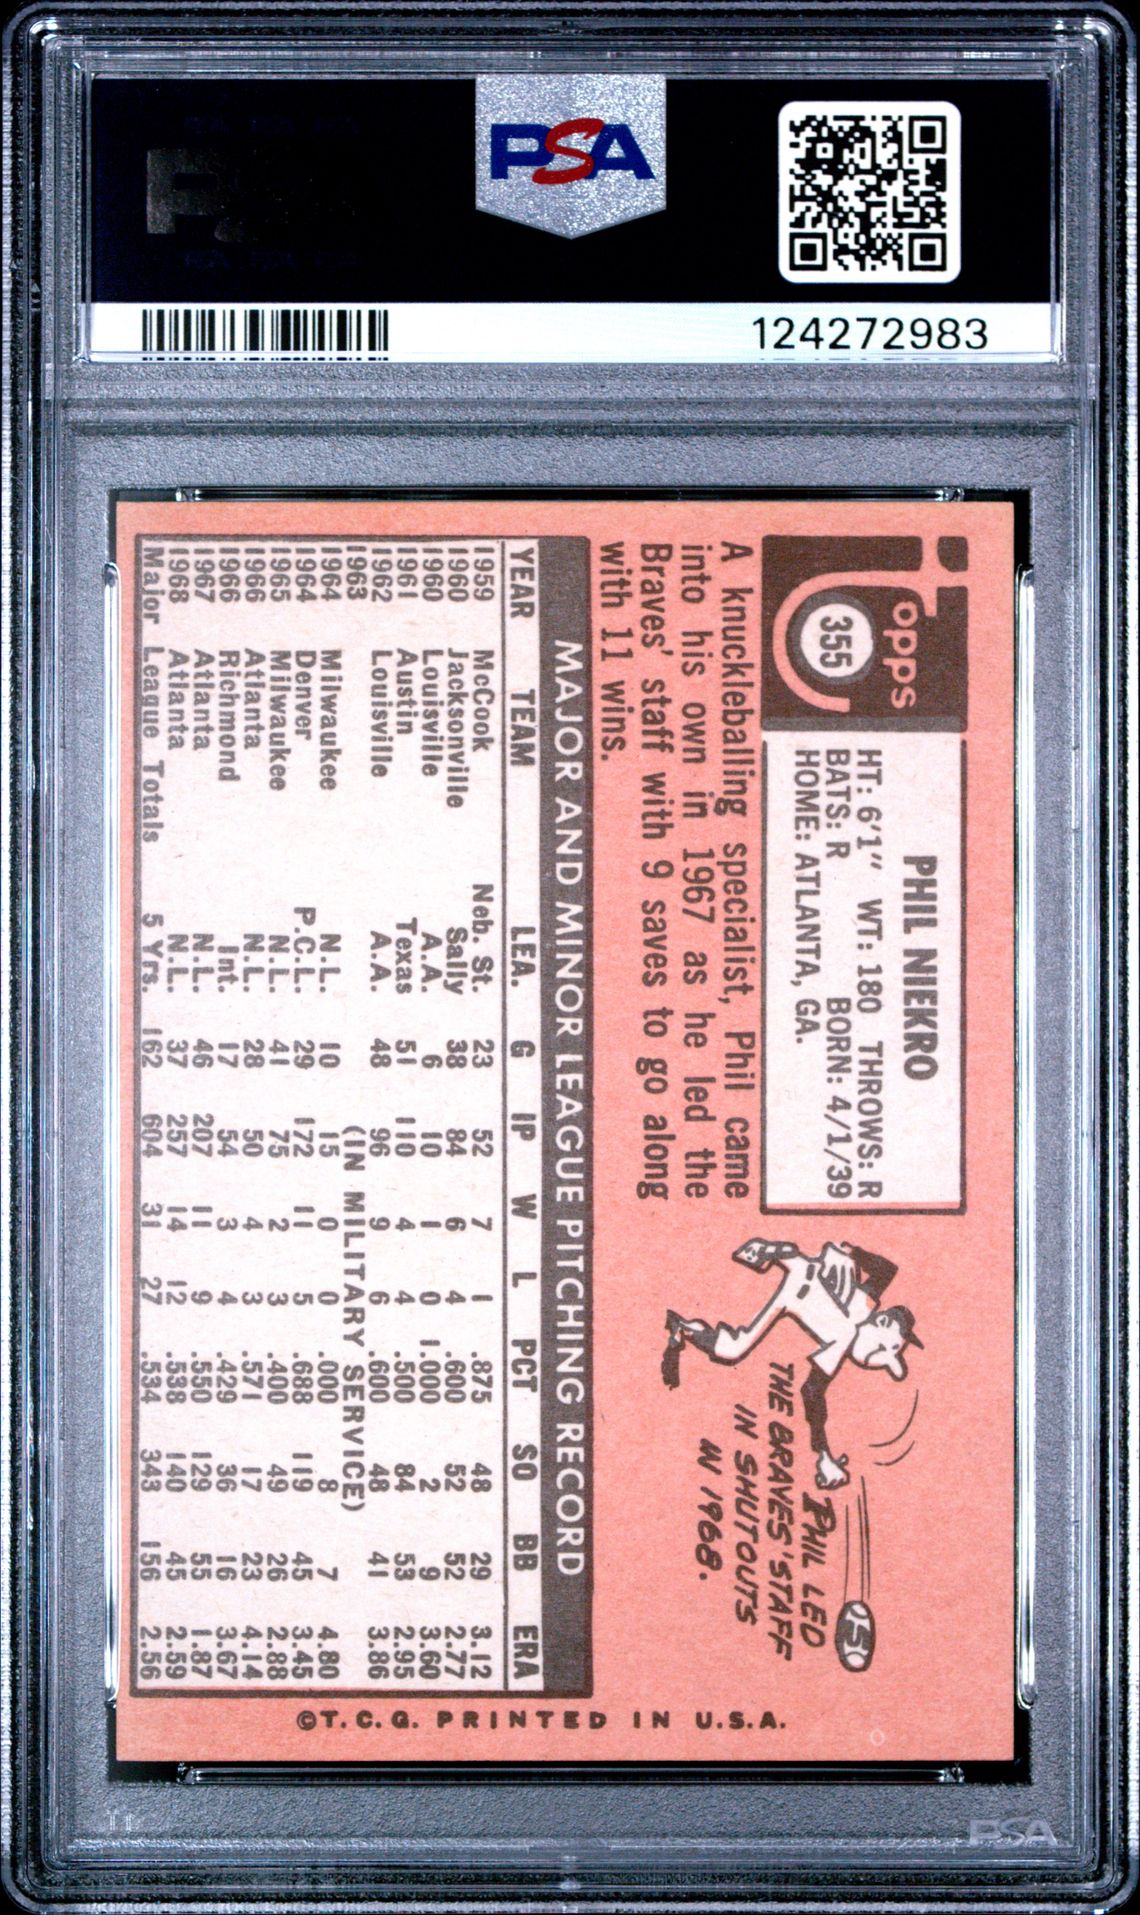 PSA
124272983
Topps
355
PHIL NIEKRO
HT: 6'1" WT: 180 THROWS: R
BATS: R BORN: 4/1/39
HOME: ATLANTA, GA.
A knuckleballing specialist, Phil came
into his own in 1967 as he led the
Braves' staff with 9 saves to go along
with 11 wins.
PHIL LED
THE BRAVES' STAFF
IN SHUTOUTS
IN 1968.
MAJOR AND MINOR LEAGUE PITCHING RECORD
YEAR TEAM LEA. G IP W L PCT SO BB ERA
1959 McCook Neb. St. 23 52 7 1 .875 48 29 3.12
1960 Jacksonville Sally 38 84 6 4 .600 52 52 2.77
1960 Louisville A.A. 6 10 1 0 1.000 2 9 3.60
1961 Austin Texas 51 110 4 4 .500 84 53 2.95
1962 Louisville A.A. 48 96 9 6 .600 48 41 3.86
1963 (IN MILITARY SERVICE)
1964 Milwaukee N.L. 10 15 0 0 .000 8 7 4.80
1964 Denver P.C.L. 29 172 11 5 .688 119 45 3.45
1965 Milwaukee N.L. 41 75 2 3 .400 49 26 2.88
1966 Atlanta N.L. 28 50 4 3 .571 17 23 4.14
1966 Richmond Int. 17 54 3 4 .429 36 16 3.67
1967 Atlanta N.L. 46 207 11 9 .550 129 55 1.87
1968 Atlanta N.L. 37 257 14 12 .538 140 45 2.59
Major League Totals 5 Yrs. 162 604 31 27 .534 343 156 2.56
©T.C.G. PRINTED IN U.S.A.
PSA